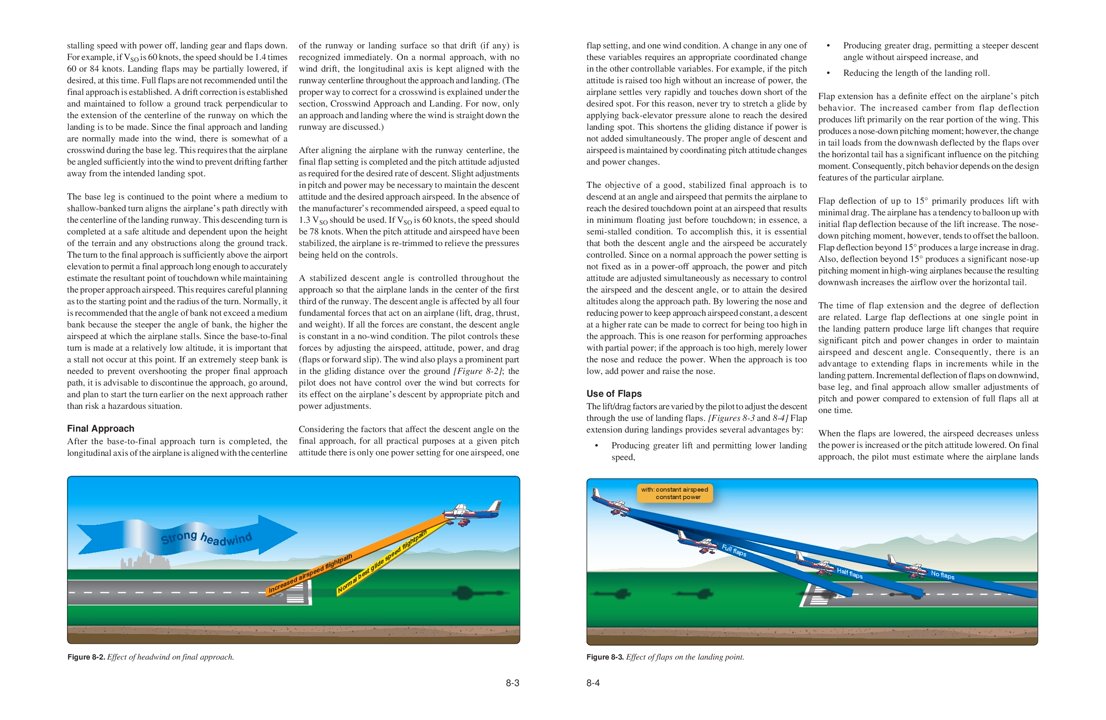 stalling speed with power off, landing gear and flaps down.
For example, if VSO is 60 knots, the speed should be 1.4 times
60 or 84 knots. Landing flaps may be partially lowered, if
desired, at this time. Full flaps are not recommended until the
final approach is established. A drift correction is established
and maintained to follow a ground track perpendicular to
the extension of the centerline of the runway on which the
landing is to be made. Since the final approach and landing
are normally made into the wind, there is somewhat of a
crosswind during the base leg. This requires that the airplane
be angled sufficiently into the wind to prevent drifting farther
away from the intended landing spot.
The base leg is continued to the point where a medium to
shallow-banked turn aligns the airplane's path directly with
the centerline of the landing runway. This descending turn is
completed at a safe altitude and dependent upon the height
of the terrain and any obstructions along the ground track.
The turn to the final approach is sufficiently above the airport
elevation to permit a final approach long enough to accurately
estimate the resultant point of touchdown while maintaining
the proper approach airspeed. This requires careful planning
as to the starting point and the radius of the turn. Normally, it
is recommended that the angle of bank not exceed a medium
bank because the steeper the angle of bank, the higher the
airspeed at which the airplane stalls. Since the base-to-final
turn is made at a relatively low altitude, it is important that
a stall not occur at this point. If an extremely steep bank is
needed to prevent overshooting the proper final approach
path, it is advisable to discontinue the approach, go around,
and plan to start the turn earlier on the next approach rather
than risk a hazardous situation.
Final Approach
After the base-to-final approach turn is completed, the
longitudinal axis of the airplane is aligned with the centerline
of the runway or landing surface so that drift (if any) is
recognized immediately. On a normal approach, with no
wind drift, the longitudinal axis is kept aligned with the
runway centerline throughout the approach and landing. (The
proper way to correct for a crosswind is explained under the
section, Crosswind Approach and Landing. For now, only
an approach and landing where the wind is straight down the
runway are discussed.)
After aligning the airplane with the runway centerline, the
final flap setting is completed and the pitch attitude adjusted
as required for the desired rate of descent. Slight adjustments
in pitch and power may be necessary to maintain the descent
attitude and the desired approach airspeed. In the absence of
the manufacturer's recommended airspeed, a speed equal to
1.3 VSO should be used. If VSO is 60 knots, the speed should
be 78 knots. When the pitch attitude and airspeed have been
stabilized, the airplane is re-trimmed to relieve the pressures
being held on the controls.
A stabilized descent angle is controlled throughout the
approach so that the airplane lands in the center of the first
third of the runway. The descent angle is affected by all four
fundamental forces that act on an airplane (lift, drag, thrust,
and weight). If all the forces are constant, the descent angle
is constant in a no-wind condition. The pilot controls these
forces by adjusting the airspeed, attitude, power, and drag
(flaps or forward slip). The wind also plays a prominent part
in the gliding distance over the ground [Figure 8-2]; the
pilot does not have control over the wind but corrects for
its effect on the airplane's descent by appropriate pitch and
power adjustments.
Considering the factors that affect the descent angle on the
final approach, for all practical purposes at a given pitch
attitude there is only one power setting for one airspeed, one
Strong headwind
Increased airspeed flightpath
Normal best glide speed flightpath
Figure 8-2. Effect of headwind on final approach.
8-3
flap setting, and one wind condition. A change in any one of
these variables requires an appropriate coordinated change
in the other controllable variables. For example, if the pitch
attitude is raised too high without an increase of power, the
airplane settles very rapidly and touches down short of the
desired spot. For this reason, never try to stretch a glide by
applying back-elevator pressure alone to reach the desired
landing spot. This shortens the gliding distance if power is
not added simultaneously. The proper angle of descent and
airspeed is maintained by coordinating pitch attitude changes
and power changes.
The objective of a good, stabilized final approach is to
descend at an angle and airspeed that permits the airplane to
reach the desired touchdown point at an airspeed that results
in minimum floating just before touchdown; in essence, a
semi-stalled condition. To accomplish this, it is essential
that both the descent angle and the airspeed be accurately
controlled. Since on a normal approach the power setting is
not fixed as in a power-off approach, the power and pitch
attitude are adjusted simultaneously as necessary to control
the airspeed and the descent angle, or to attain the desired
altitudes along the approach path. By lowering the nose and
reducing power to keep approach airspeed constant, a descent
at a higher rate can be made to correct for being too high in
the approach. This is one reason for performing approaches
with partial power; if the approach is too high, merely lower
the nose and reduce the power. When the approach is too
low, add power and raise the nose.
Use of Flaps
The lift/drag factors are varied by the pilot to adjust the descent
through the use of landing flaps. [Figures 8-3 and 8-4] Flap
extension during landings provides several advantages by:
• Producing greater lift and permitting lower landing
speed,
• Producing greater drag, permitting a steeper descent
angle without airspeed increase, and
• Reducing the length of the landing roll.
Flap extension has a definite effect on the airplane's pitch
behavior. The increased camber from flap deflection
produces lift primarily on the rear portion of the wing. This
produces a nose-down pitching moment; however, the change
in tail loads from the downwash deflected by the flaps over
the horizontal tail has a significant influence on the pitching
moment. Consequently, pitch behavior depends on the design
features of the particular airplane.
Flap deflection of up to 15° primarily produces lift with
minimal drag. The airplane has a tendency to balloon up with
initial flap deflection because of the lift increase. The nose-
down pitching moment, however, tends to offset the balloon.
Flap deflection beyond 15° produces a large increase in drag.
Also, deflection beyond 15° produces a significant nose-up
pitching moment in high-wing airplanes because the resulting
downwash increases the airflow over the horizontal tail.
The time of flap extension and the degree of deflection
are related. Large flap deflections at one single point in
the landing pattern produce large lift changes that require
significant pitch and power changes in order to maintain
airspeed and descent angle. Consequently, there is an
advantage to extending flaps in increments while in the
landing pattern. Incremental deflection of flaps on downwind,
base leg, and final approach allow smaller adjustments of
pitch and power compared to extension of full flaps all at
one time.
When the flaps are lowered, the airspeed decreases unless
the power is increased or the pitch attitude lowered. On final
approach, the pilot must estimate where the airplane lands
with: constant airspeed
constant power
Full flaps
Half flaps
No flaps
Figure 8-3. Effect of flaps on the landing point.
8-4